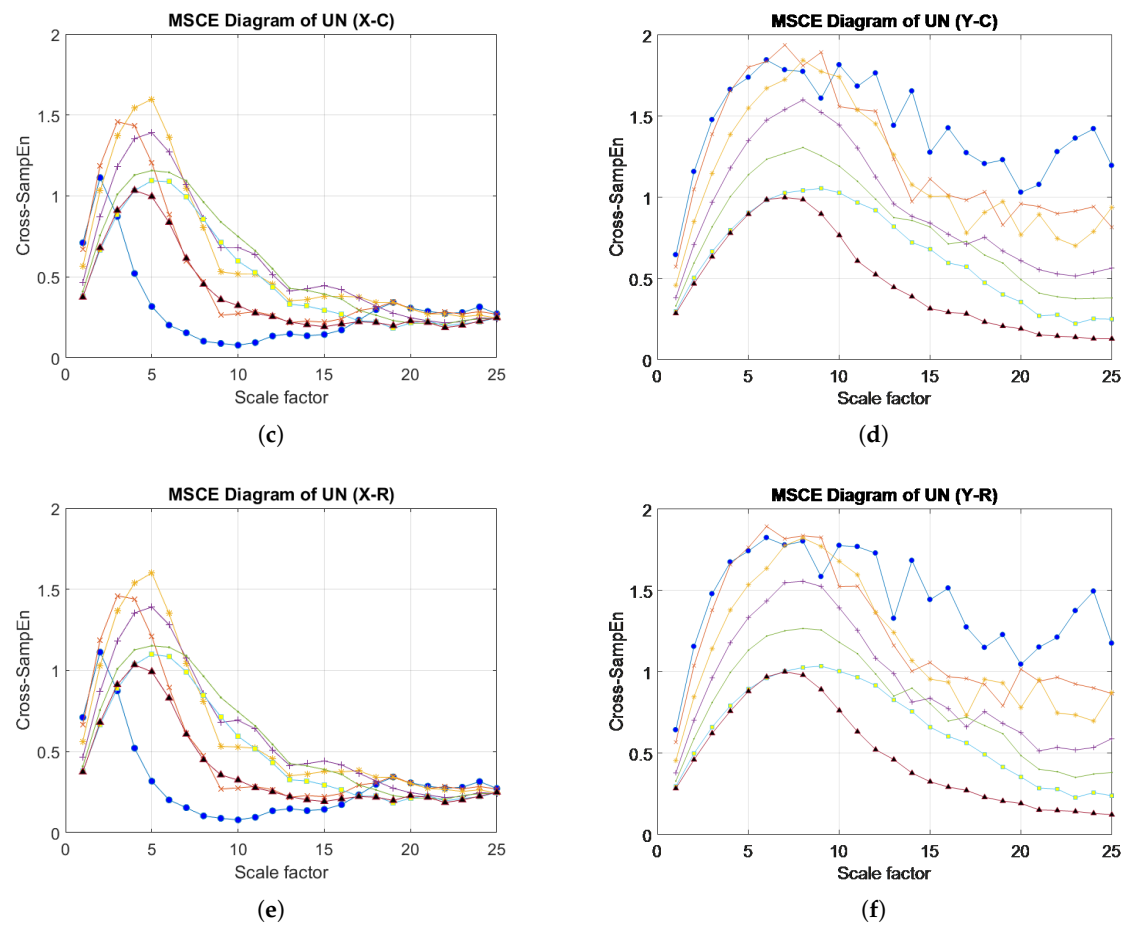 MSCE Diagram of UN (X-C)
2
1.5
1
0.5
0
0 5 10 15 20 25
Cross-SampEn
Scale factor
(c)
MSCE Diagram of UN (Y-C)
2
1.5
1
0.5
0
0 5 10 15 20 25
Cross-SampEn
Scale factor
(d)
MSCE Diagram of UN (X-R)
2
1.5
1
0.5
0
0 5 10 15 20 25
Cross-SampEn
Scale factor
(e)
MSCE Diagram of UN (Y-R)
2
1.5
1
0.5
0
0 5 10 15 20 25
Cross-SampEn
Scale factor
(f)